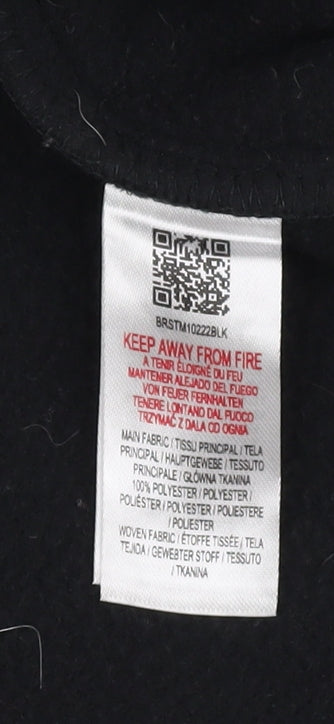 BRSTM10222BLK
KEEP AWAY FROM FIRE
A TENIR ÉLOIGNÉ DU FEU
MANTENER ALEJADO DEL FUEGO
VON FEUER FERNHALTEN
TENERE LONTANO DAL FUOCO
TRZYMAĆ Z DALA OD OGNIA
MAIN FABRIC / TISSU PRINCIPAL / TELA
PRINCIPAL / HAUPTGEWEBE / TESSUTO
PRINCIPALE / GŁÓWNA TKANINA
100% POLYESTER / POLYESTER /
POLIÉSTER / POLYESTER / POLIESTERE
/ POLIESTER
WOVEN FABRIC / ÉTOFFE TISSÉE / TELA
TEJIDA / GEWEBTER STOFF / TESSUTO
/ TKANINA